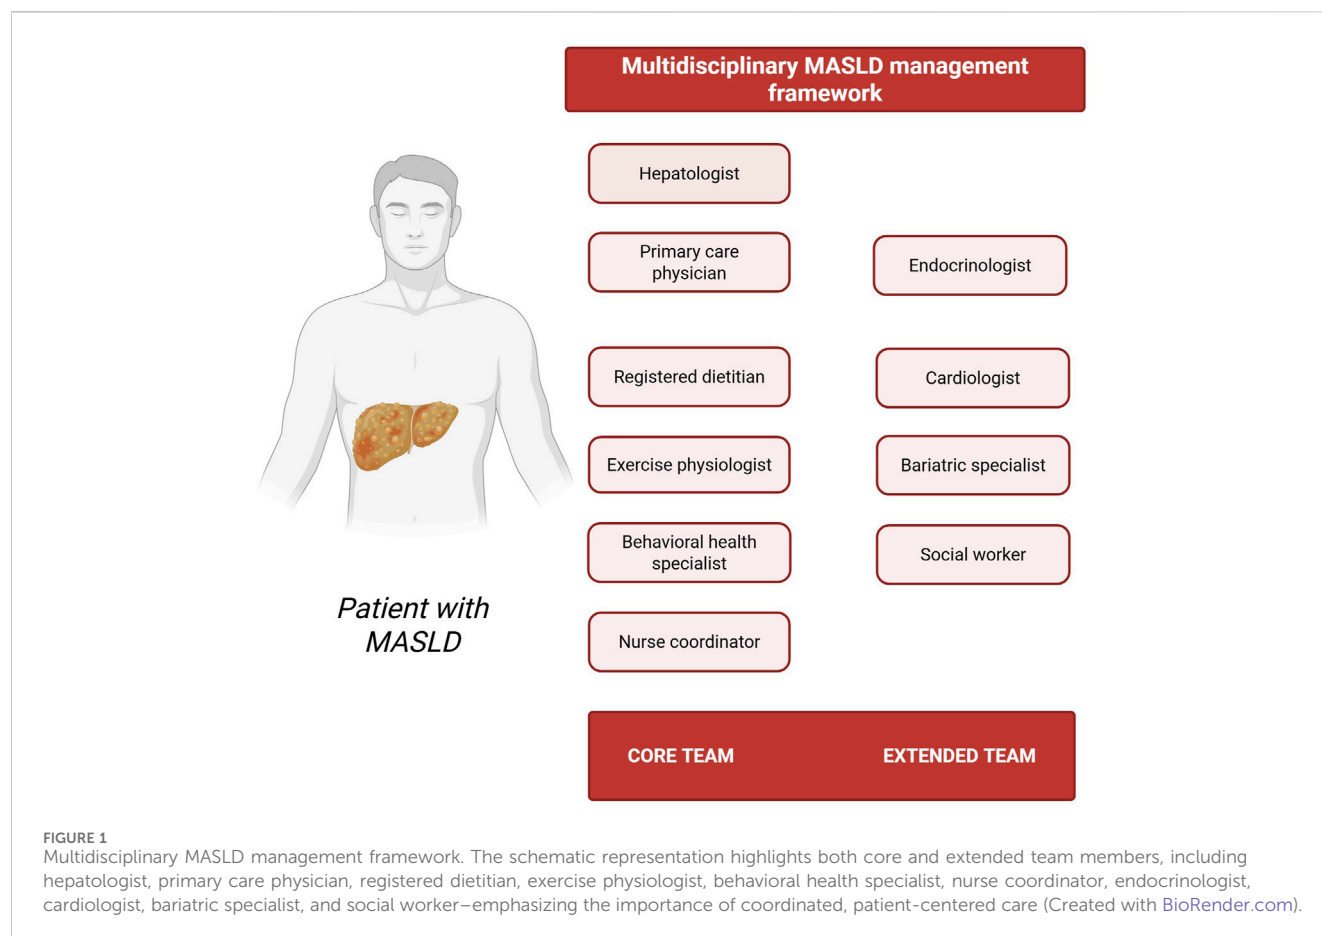 Multidisciplinary MASLD management
framework
Hepatologist
Primary care
physician
Endocrinologist
Registered dietitian
Cardiologist
Exercise physiologist
Bariatric specialist
Behavioral health
specialist
Social worker
Nurse coordinator
Patient with
MASLD
CORE TEAM
EXTENDED TEAM
FIGURE 1
Multidisciplinary MASLD management framework. The schematic representation highlights both core and extended team members, including
hepatologist, primary care physician, registered dietitian, exercise physiologist, behavioral health specialist, nurse coordinator, endocrinologist,
cardiologist, bariatric specialist, and social worker–emphasizing the importance of coordinated, patient-centered care (Created with BioRender.com).